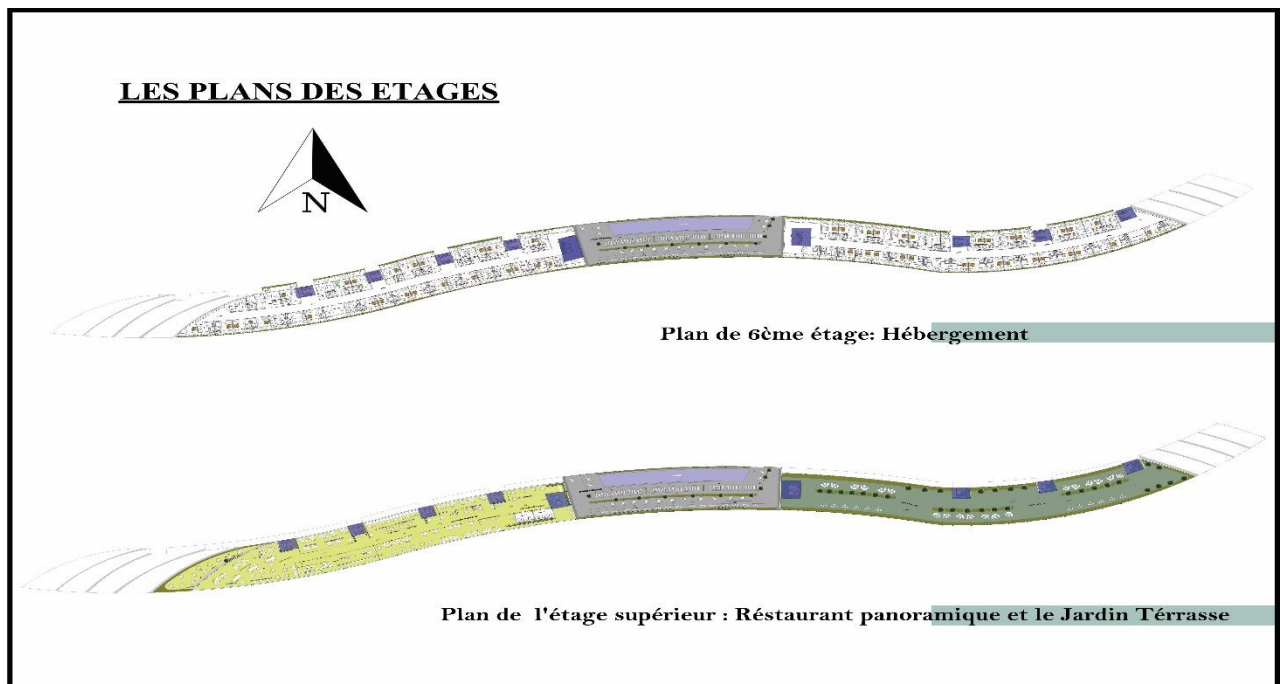 LES PLANS DES ETAGES
N
Plan de 6ème étage: Hébergement
Plan de l'étage supérieur : Réstaurant panoramique et le Jardin Térrasse